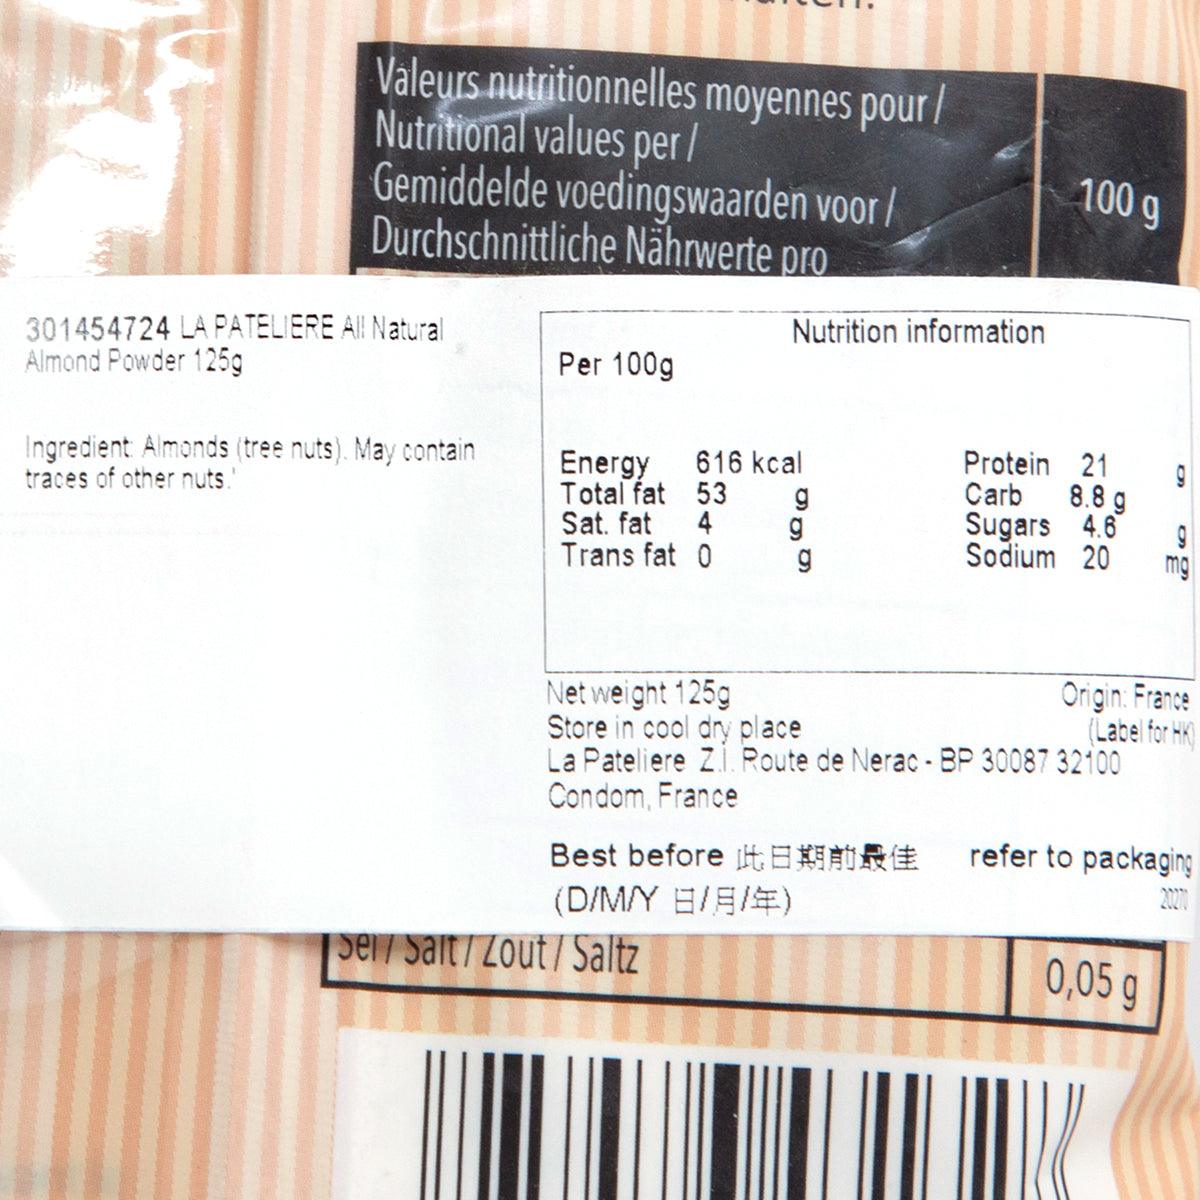 Valeurs nutritionnelles moyennes pour /
Nutritional values per /
Gemiddelde voedingswaarden voor /
Durchschnittliche Nährwerte pro
100 g
301454724 LA PATELIERE All Natural
Almond Powder 125g
Ingredient: Almonds (tree nuts). May contain
traces of other nuts.'
Nutrition information
Per 100g
Energy 616 kcal Protein 21 g
Total fat 53 g Carb 8.8 g
Sat. fat 4 g Sugars 4.6 g
Trans fat 0 g Sodium 20 mg
Net weight 125g Origin: France
Store in cool dry place (Label for HK)
La Pateliere Z.I. Route de Nerac - BP 30087 32100
Condom, France
Best before 此日期前最佳 refer to packaging
(D/M/Y 日/月/年) 20270
Sel / Salt / Zout / Saltz 0,05 g